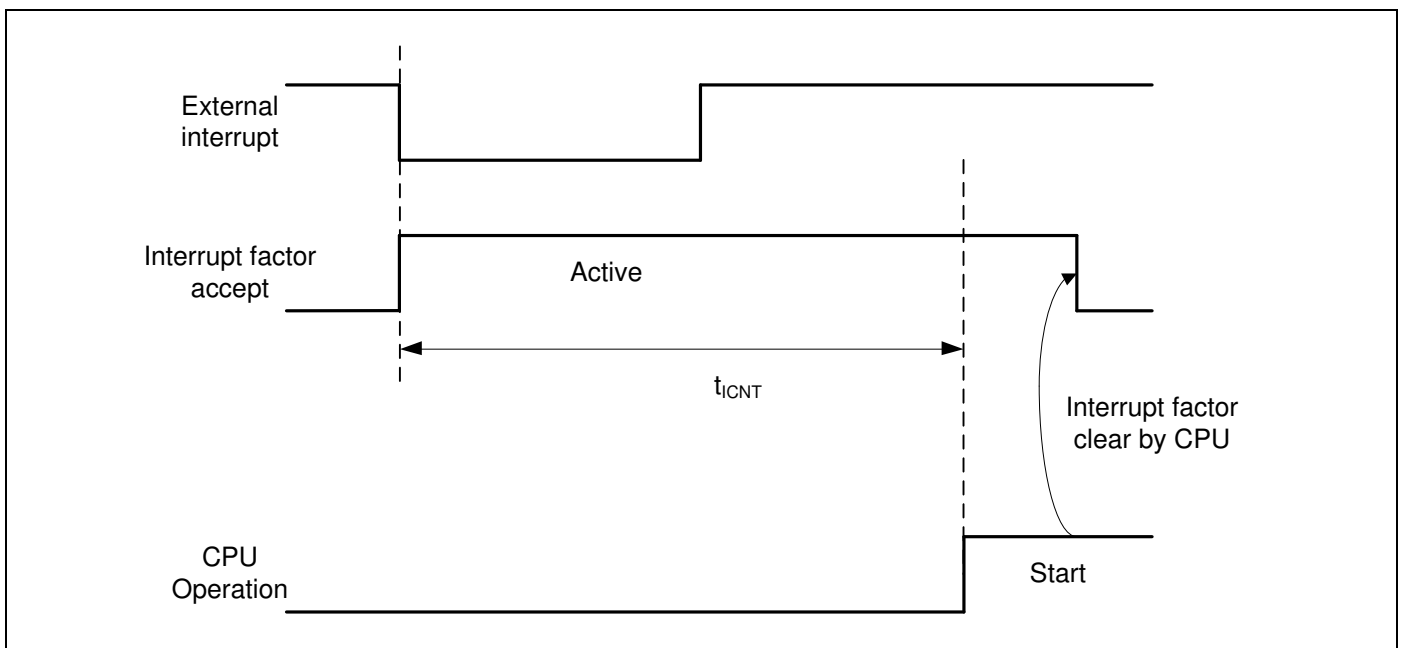 External
interrupt
Interrupt factor
accept
Active
tICNT
Interrupt factor
clear by CPU
CPU
Operation
Start